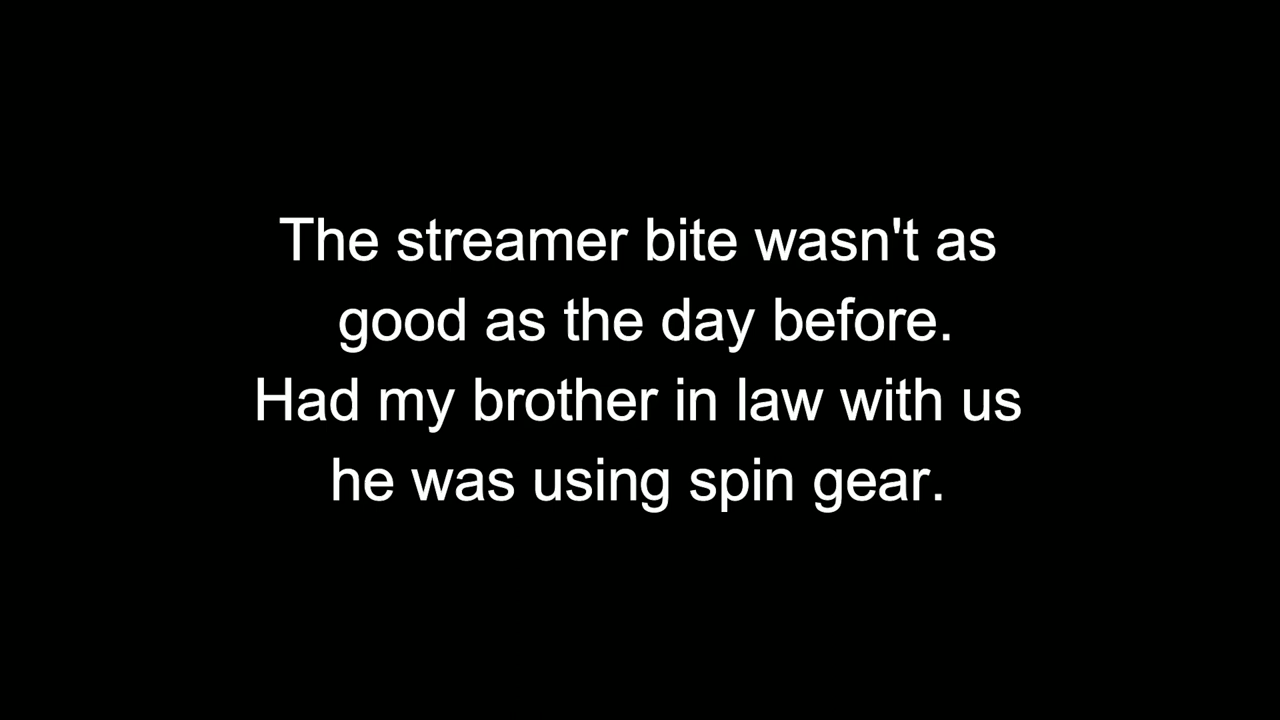 The streamer bite wasn't as
good as the day before.
Had my brother in law with us
he was using spin gear.